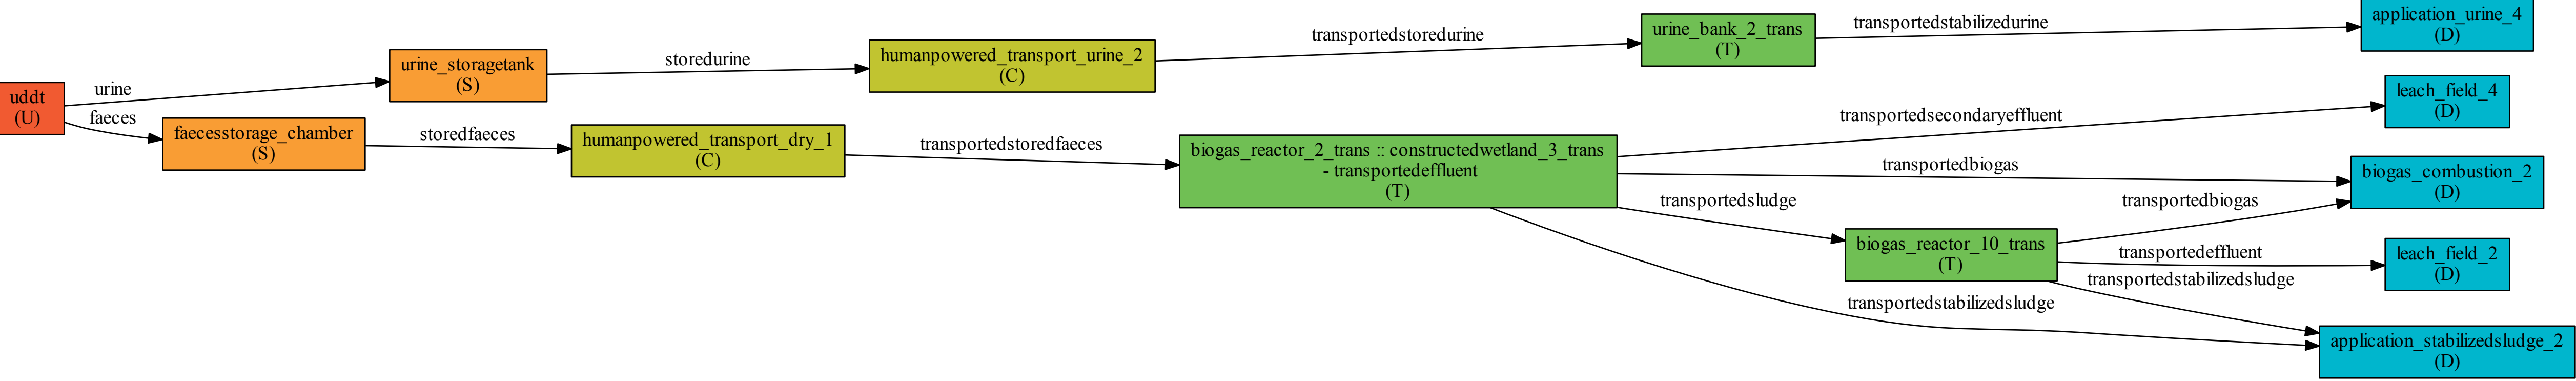 uddt
(U)
urine
faeces
urine_storagetank
(S)
faecesstorage_chamber
(S)
storedurine
storedfaeces
humanpowered_transport_urine_2
(C)
humanpowered_transport_dry_1
(C)
transportedstoredurine
transportedstoredfaeces
urine_bank_2_trans
(T)
biogas_reactor_2_trans :: constructedwetland_3_trans
- transportedeffluent
(T)
transportedstabilizedurine
transportedsecondaryeffluent
transportedbiogas
transportedsludge
biogas_reactor_10_trans
(T)
transportedbiogas
transportedeffluent
transportedstabilizedsludge
transportedstabilizedsludge
application_urine_4
(D)
leach_field_4
(D)
biogas_combustion_2
(D)
leach_field_2
(D)
application_stabilizedsludge_2
(D)